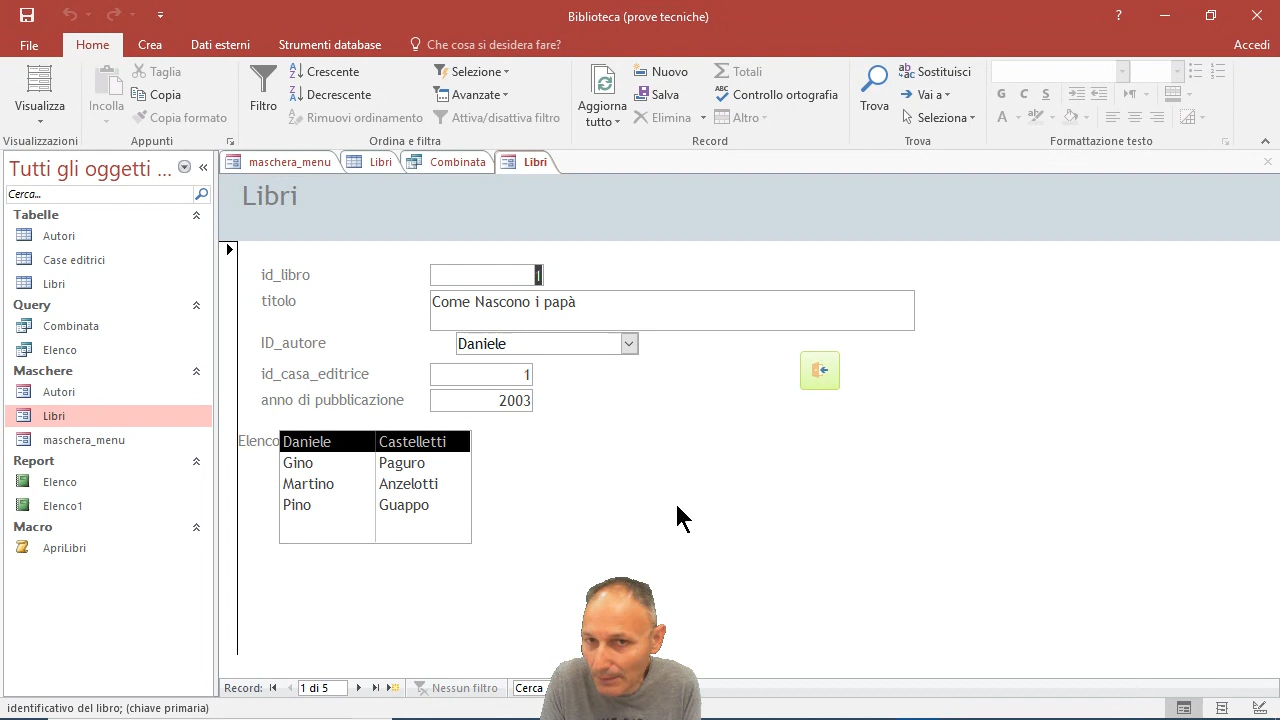 Biblioteca (prove tecniche)
?
File Home Crea Dati esterni Strumenti database Che cosa si desidera fare? Accedi
Visualizza
Visualizzazioni
Incolla
Taglia
Copia
Copia formato
Appunti
Filtro
Crescente
Decrescente
Rimuovi ordinamento
Selezione
Avanzate
Attiva/disattiva filtro
Ordina e filtra
Aggiorna
tutto
Nuovo
Salva
Elimina
Totali
Controllo ortografia
Altro
Record
Trova
Sostituisci
Vai a
Seleziona
Trova
G C S
A
Formattazione testo
Tutti gli oggetti ...
Cerca...
Tabelle
Autori
Case editrici
Libri
Query
Combinata
Elenco
Maschere
Autori
Libri
maschera_menu
Report
Elenco
Elenco1
Macro
ApriLibri
maschera_menu Libri Combinata Libri
Libri
id_libro 1
titolo Come Nascono i papà
ID_autore Daniele
id_casa_editrice 1
anno di pubblicazione 2003
Elenco Daniele Castelletti
Gino Paguro
Martino Anzelotti
Pino Guappo
Record: 1 di 5 Nessun filtro Cerca
identificativo del libro; (chiave primaria)